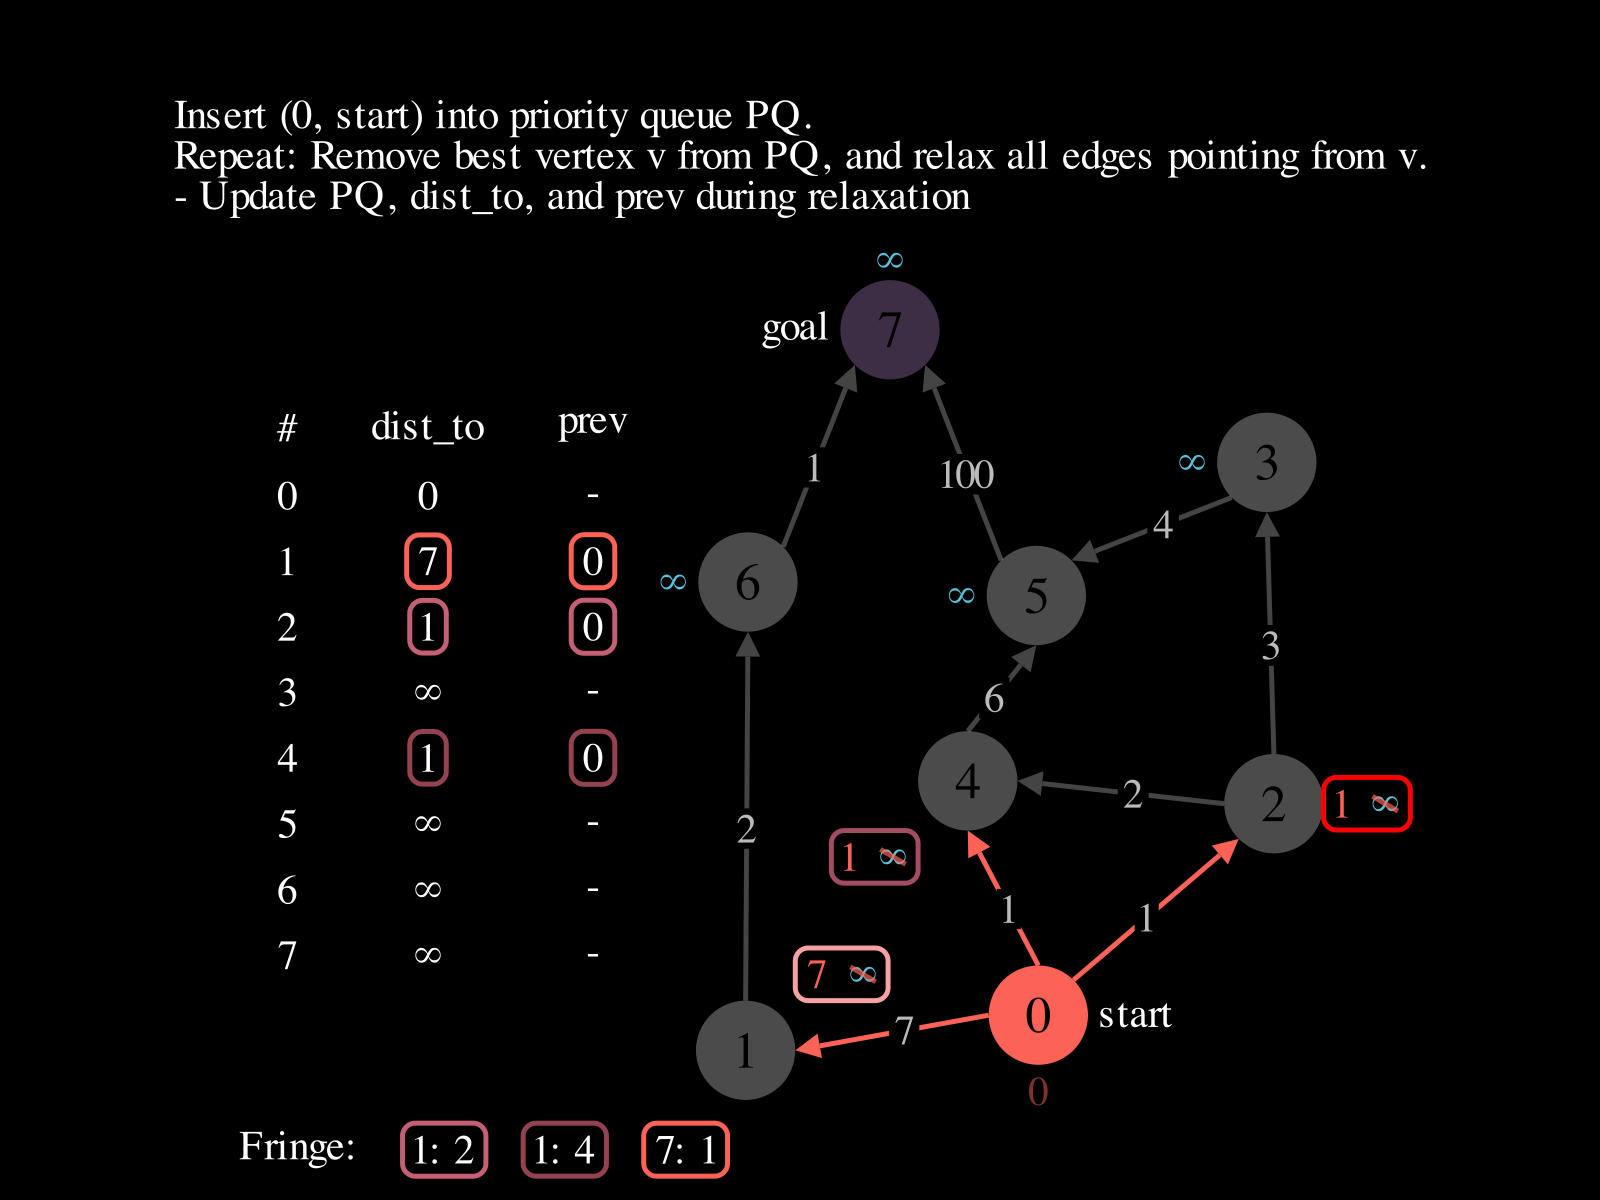 Insert (0, start) into priority queue PQ.
Repeat: Remove best vertex v from PQ, and relax all edges pointing from v.
- Update PQ, dist_to, and prev during relaxation
∞
goal 7
# dist_to prev
0 0 -
1 7 0
2 1 0
3 ∞ -
4 1 0
5 ∞ -
6 ∞ -
7 ∞ -
1
100
∞ 3
4
∞ 6
∞ 5
3
6
4
2
2
1 ∞
2
1 ∞
1
1
7 ∞
7
0 start
1
0
Fringe: 1: 2 1: 4 7: 1